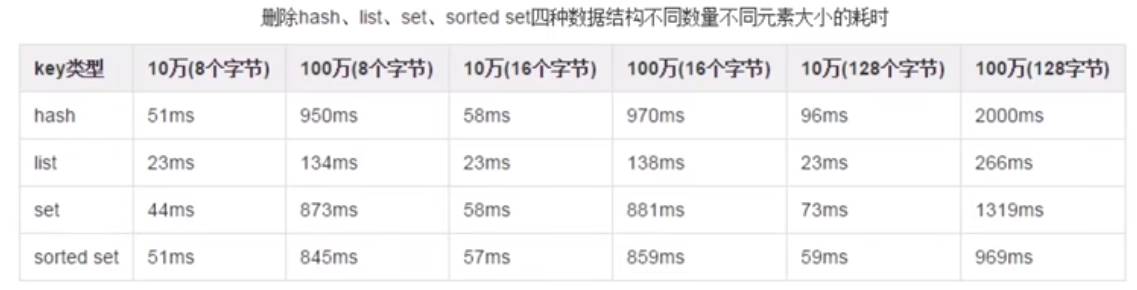 删除hash、list、set、sorted set四种数据结构不同数量不同元素大小的耗时
key类型 10万(8个字节) 100万(8个字节) 10万(16个字节) 100万(16个字节) 10万(128个字节) 100万(128字节)
hash 51ms 950ms 58ms 970ms 96ms 2000ms
list 23ms 134ms 23ms 138ms 23ms 266ms
set 44ms 873ms 58ms 881ms 73ms 1319ms
sorted set 51ms 845ms 57ms 859ms 59ms 969ms